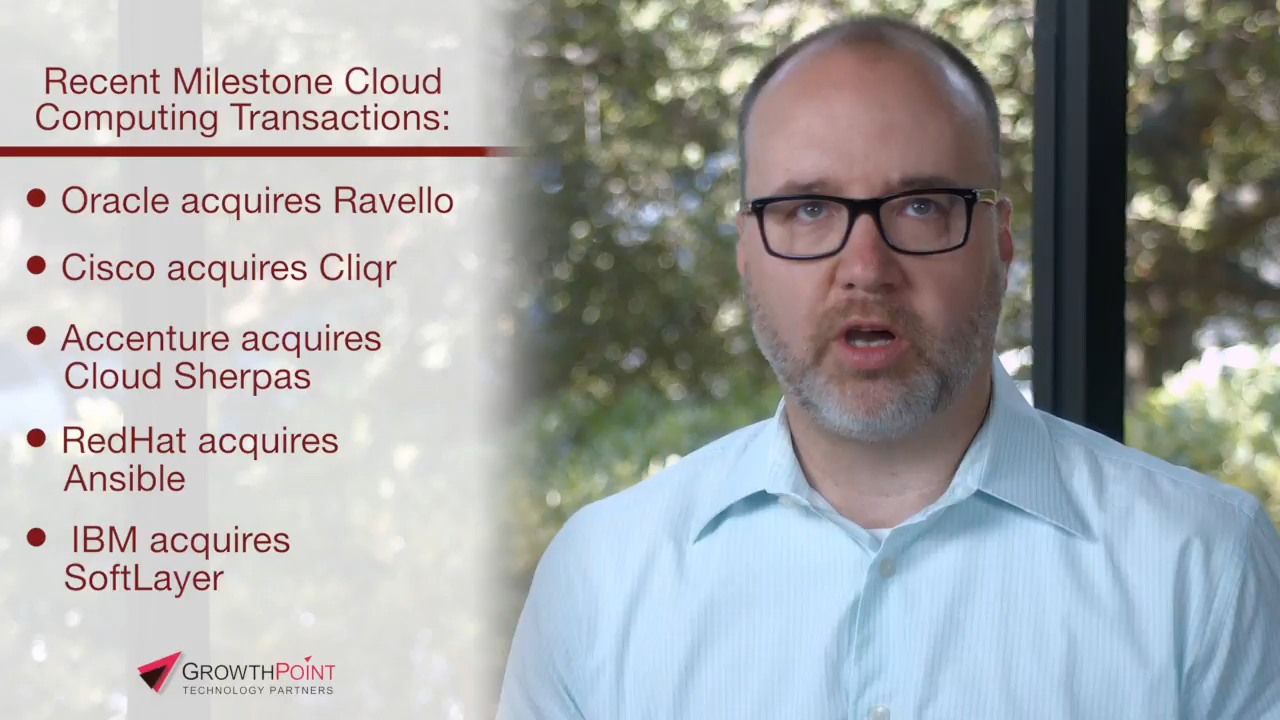 Recent Milestone Cloud
Computing Transactions:
• Oracle acquires Ravello
• Cisco acquires Cliqr
• Accenture acquires
Cloud Sherpas
• RedHat acquires
Ansible
• IBM acquires
SoftLayer
GROWTHPOINT
TECHNOLOGY PARTNERS